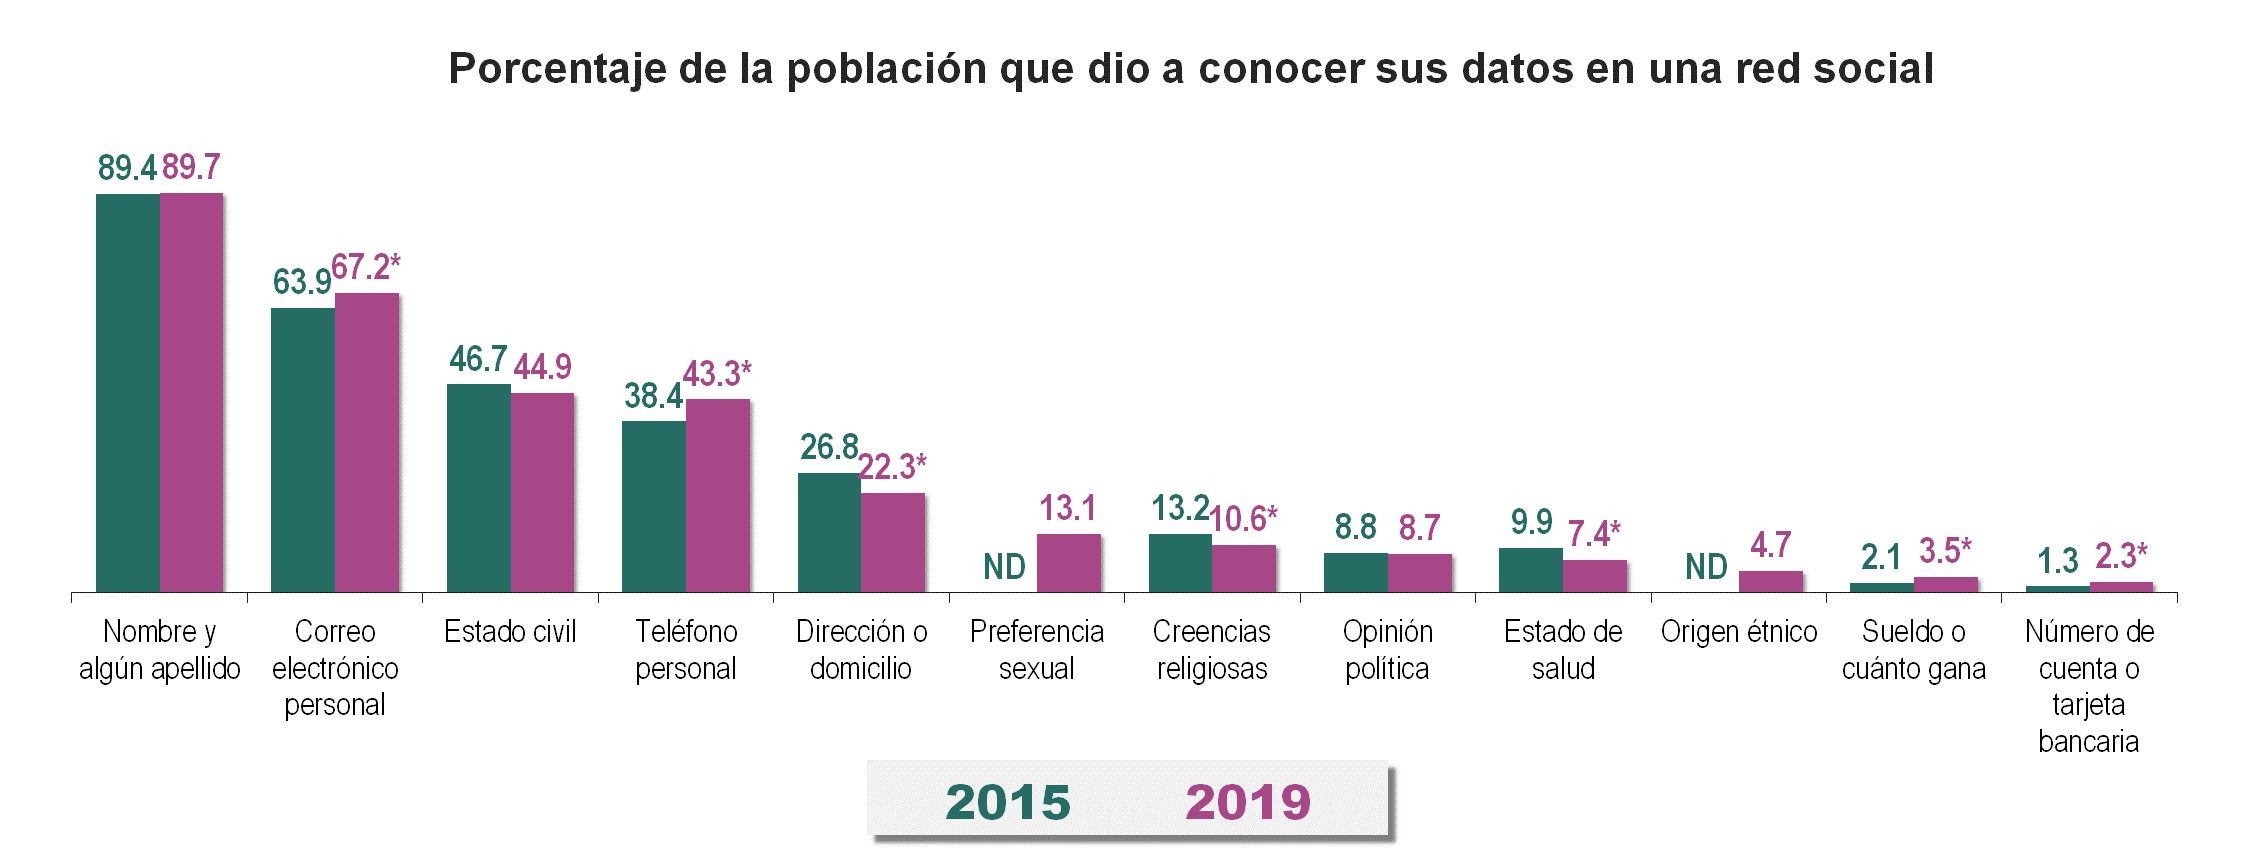 Porcentaje de la población que dio a conocer sus datos en una red social
89.4 89.7
63.9 67.2*
46.7 44.9
38.4 43.3*
26.8 22.3*
ND 13.1
13.2 10.6*
8.8 8.7
9.9 7.4*
ND 4.7
2.1 3.5*
1.3 2.3*
Nombre y
algún apellido
Correo
electrónico
personal
Estado civil
Teléfono
personal
Dirección o
domicilio
Preferencia
sexual
Creencias
religiosas
Opinión
política
Estado de
salud
Origen étnico
Sueldo o
cuánto gana
Número de
cuenta o
tarjeta
bancaria
2015 2019